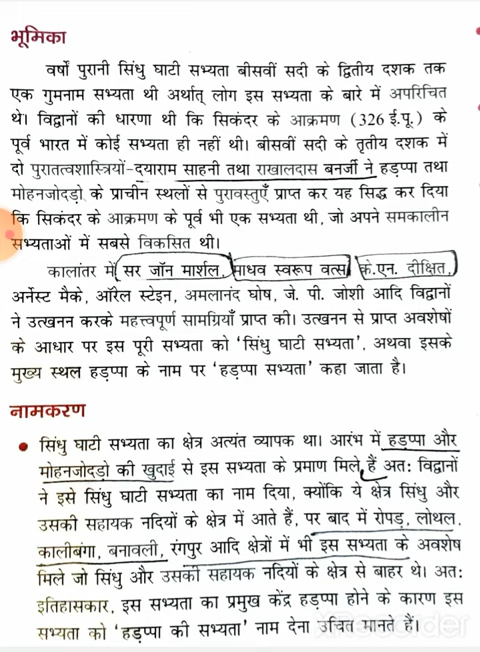 भूमिका
वर्षों पुरानी सिंधु घाटी सभ्यता बीसवीं सदी के द्वितीय दशक तक
एक गुमनाम सभ्यता थी अर्थात् लोग इस सभ्यता के बारे में अपरिचित
थे। विद्वानों की धारणा थी कि सिकंदर के आक्रमण (326 ई.पू.) के
पूर्व भारत में कोई सभ्यता ही नहीं थी। बीसवीं सदी के तृतीय दशक में
दो पुरातत्वशास्त्रियों-दयाराम साहनी तथा राखालदास बनर्जी ने हड़प्पा तथा
मोहनजोदड़ो के प्राचीन स्थलों से पुरावस्तुएँ प्राप्त कर यह सिद्ध कर दिया
कि सिकंदर के आक्रमण के पूर्व भी एक सभ्यता थी, जो अपने समकालीन
सभ्यताओं में सबसे विकसित थी।
कालांतर में सर जॉन मार्शल, माधव स्वरूप वत्स, के.एन. दीक्षित,
अर्नेस्ट मैके, ऑरेल स्टेइन, अमलानंद घोष, जे. पी. जोशी आदि विद्वानों
ने उत्खनन करके महत्त्वपूर्ण सामग्रियाँ प्राप्त की। उत्खनन से प्राप्त अवशेषों
के आधार पर इस पूरी सभ्यता को ‘सिंधु घाटी सभ्यता’, अथवा इसके
मुख्य स्थल हड़प्पा के नाम पर ‘हड़प्पा सभ्यता’ कहा जाता है।
नामकरण
• सिंधु घाटी सभ्यता का क्षेत्र अत्यंत व्यापक था। आरंभ में हड़प्पा और
मोहनजोदड़ो की खुदाई से इस सभ्यता के प्रमाण मिले हैं अत: विद्वानों
ने इसे सिंधु घाटी सभ्यता का नाम दिया, क्योंकि ये क्षेत्र सिंधु और
उसकी सहायक नदियों के क्षेत्र में आते हैं, पर बाद में रोपड़, लोथल,
कालीबंगा, बनावली, रंगपुर आदि क्षेत्रों में भी इस सभ्यता के अवशेष
मिले जो सिंधु और उसकी सहायक नदियों के क्षेत्र से बाहर थे। अत:
इतिहासकार, इस सभ्यता का प्रमुख केंद्र हड़प्पा होने के कारण इस
सभ्यता को ‘हड़प्पा की सभ्यता’ नाम देना उचित मानते हैं।
XRecorder